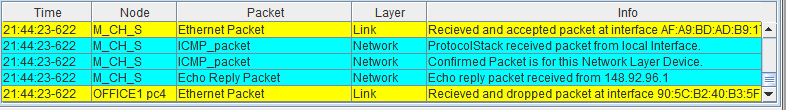 Time Node Packet Layer Info
21:44:23-622 M_CH_S Ethernet Packet Link Recieved and accepted packet at interface AF:A9:BD:AD:B9:17
21:44:23-622 M_CH_S ICMP_packet Network ProtocolStack received packet from local Interface.
21:44:23-622 M_CH_S ICMP_packet Network Confirmed Packet is for this Network Layer Device.
21:44:23-622 M_CH_S Echo Reply Packet Network Echo reply packet received from 148.92.96.1
21:44:23-622 OFFICE1 pc4 Ethernet Packet Link Recieved and dropped packet at interface 90:5C:B2:40:B3:5F